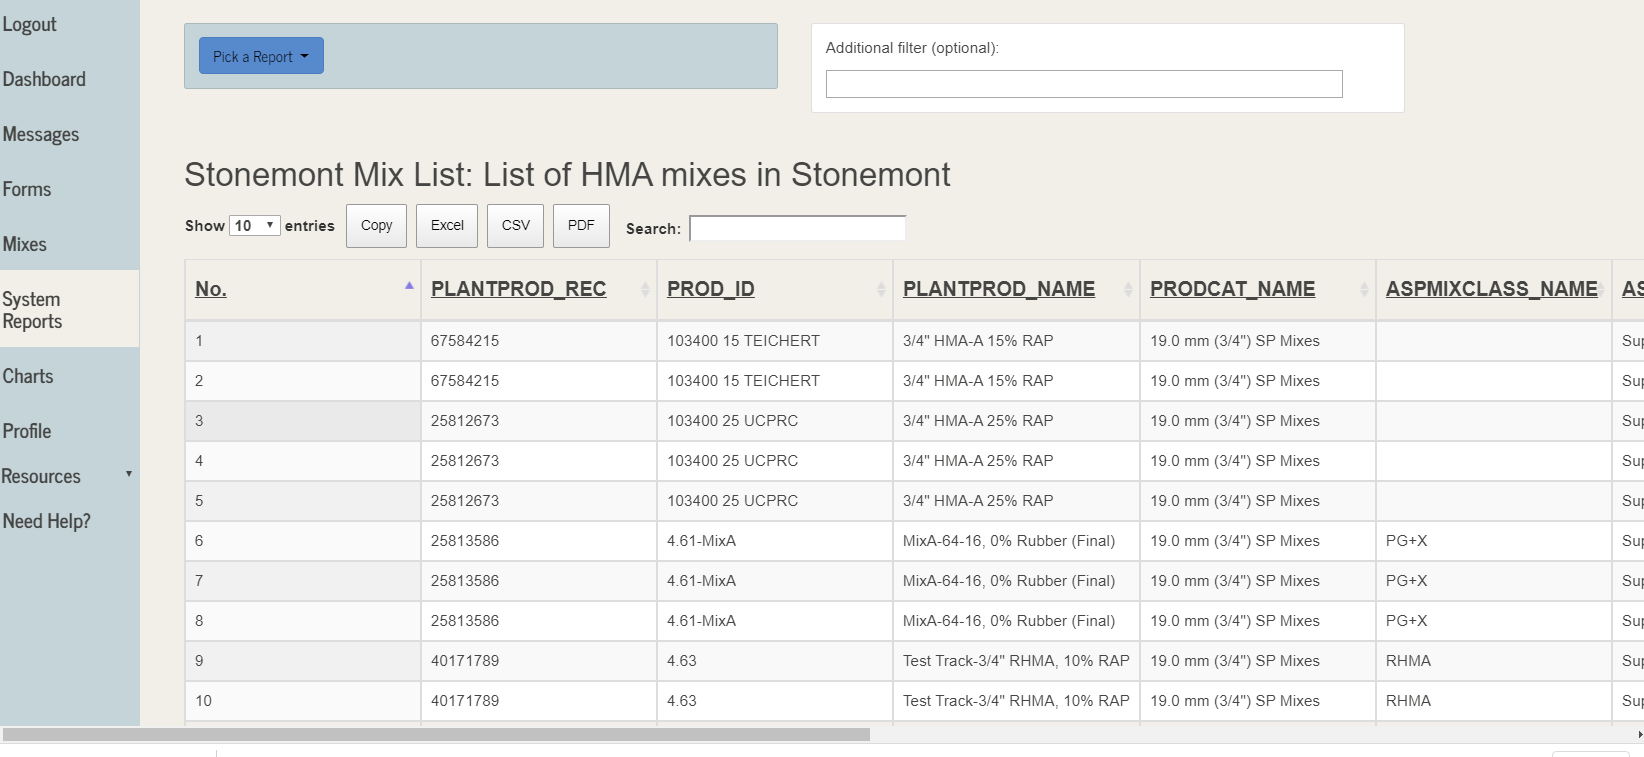 Logout
Dashboard
Messages
Forms
Mixes
System
Reports
Charts
Profile
Resources
Need Help?
Pick a Report
Additional filter (optional):
Stonemont Mix List: List of HMA mixes in Stonemont
Show 10 entries Copy Excel CSV PDF Search:
No. PLANTPROD_REC PROD_ID PLANTPROD_NAME PRODCAT_NAME ASPMIXCLASS_NAME AS
1 67584215 103400 15 TEICHERT 3/4" HMA-A 15% RAP 19.0 mm (3/4") SP Mixes Sup
2 67584215 103400 15 TEICHERT 3/4" HMA-A 15% RAP 19.0 mm (3/4") SP Mixes Sup
3 25812673 103400 25 UCPRC 3/4" HMA-A 25% RAP 19.0 mm (3/4") SP Mixes Sup
4 25812673 103400 25 UCPRC 3/4" HMA-A 25% RAP 19.0 mm (3/4") SP Mixes Sup
5 25812673 103400 25 UCPRC 3/4" HMA-A 25% RAP 19.0 mm (3/4") SP Mixes Sup
6 25813586 4.61-MixA MixA-64-16, 0% Rubber (Final) 19.0 mm (3/4") SP Mixes PG+X Sup
7 25813586 4.61-MixA MixA-64-16, 0% Rubber (Final) 19.0 mm (3/4") SP Mixes PG+X Sup
8 25813586 4.61-MixA MixA-64-16, 0% Rubber (Final) 19.0 mm (3/4") SP Mixes PG+X Sup
9 40171789 4.63 Test Track-3/4" RHMA, 10% RAP 19.0 mm (3/4") SP Mixes RHMA Sup
10 40171789 4.63 Test Track-3/4" RHMA, 10% RAP 19.0 mm (3/4") SP Mixes RHMA Sup